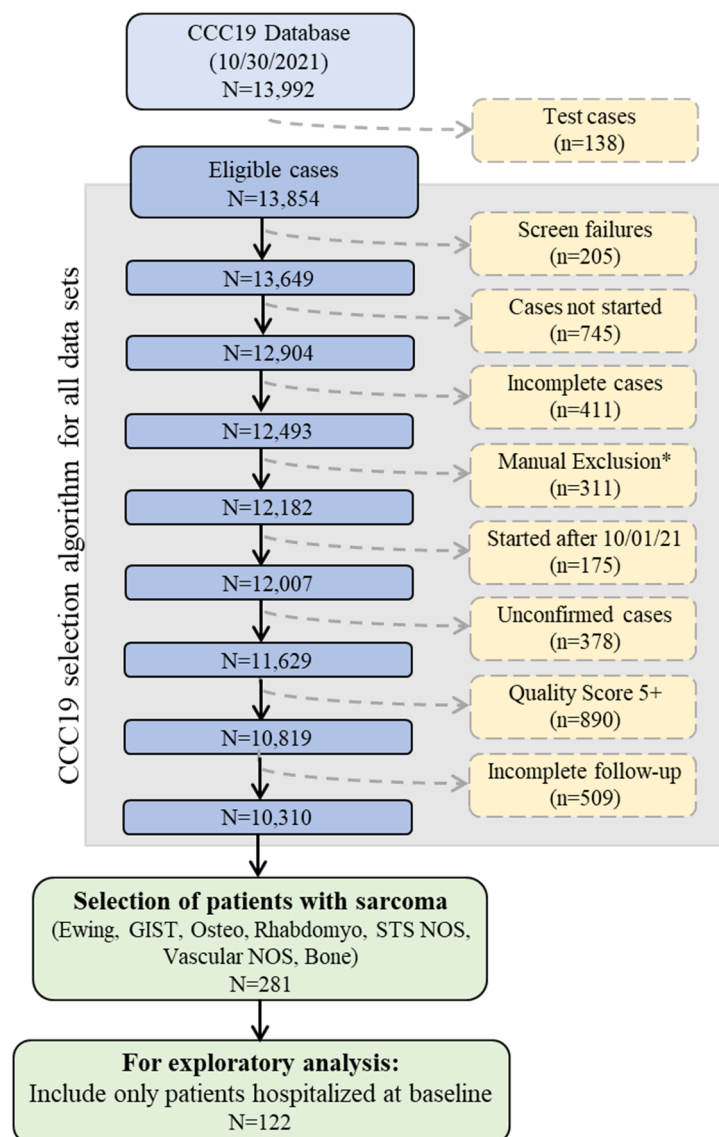 CCC19 Database
(10/30/2021)
N=13,992
Test cases
(n=138)
CCC19 selection algorithm for all data sets
Eligible cases
N=13,854
Screen failures
(n=205)
N=13,649
Cases not started
(n=745)
N=12,904
Incomplete cases
(n=411)
N=12,493
Manual Exclusion*
(n=311)
N=12,182
Started after 10/01/21
(n=175)
N=12,007
Unconfirmed cases
(n=378)
N=11,629
Quality Score 5+
(n=890)
N=10,819
Incomplete follow-up
(n=509)
N=10,310
Selection of patients with sarcoma
(Ewing, GIST, Osteo, Rhabdomyo, STS NOS,
Vascular NOS, Bone)
N=281
For exploratory analysis:
Include only patients hospitalized at baseline
N=122